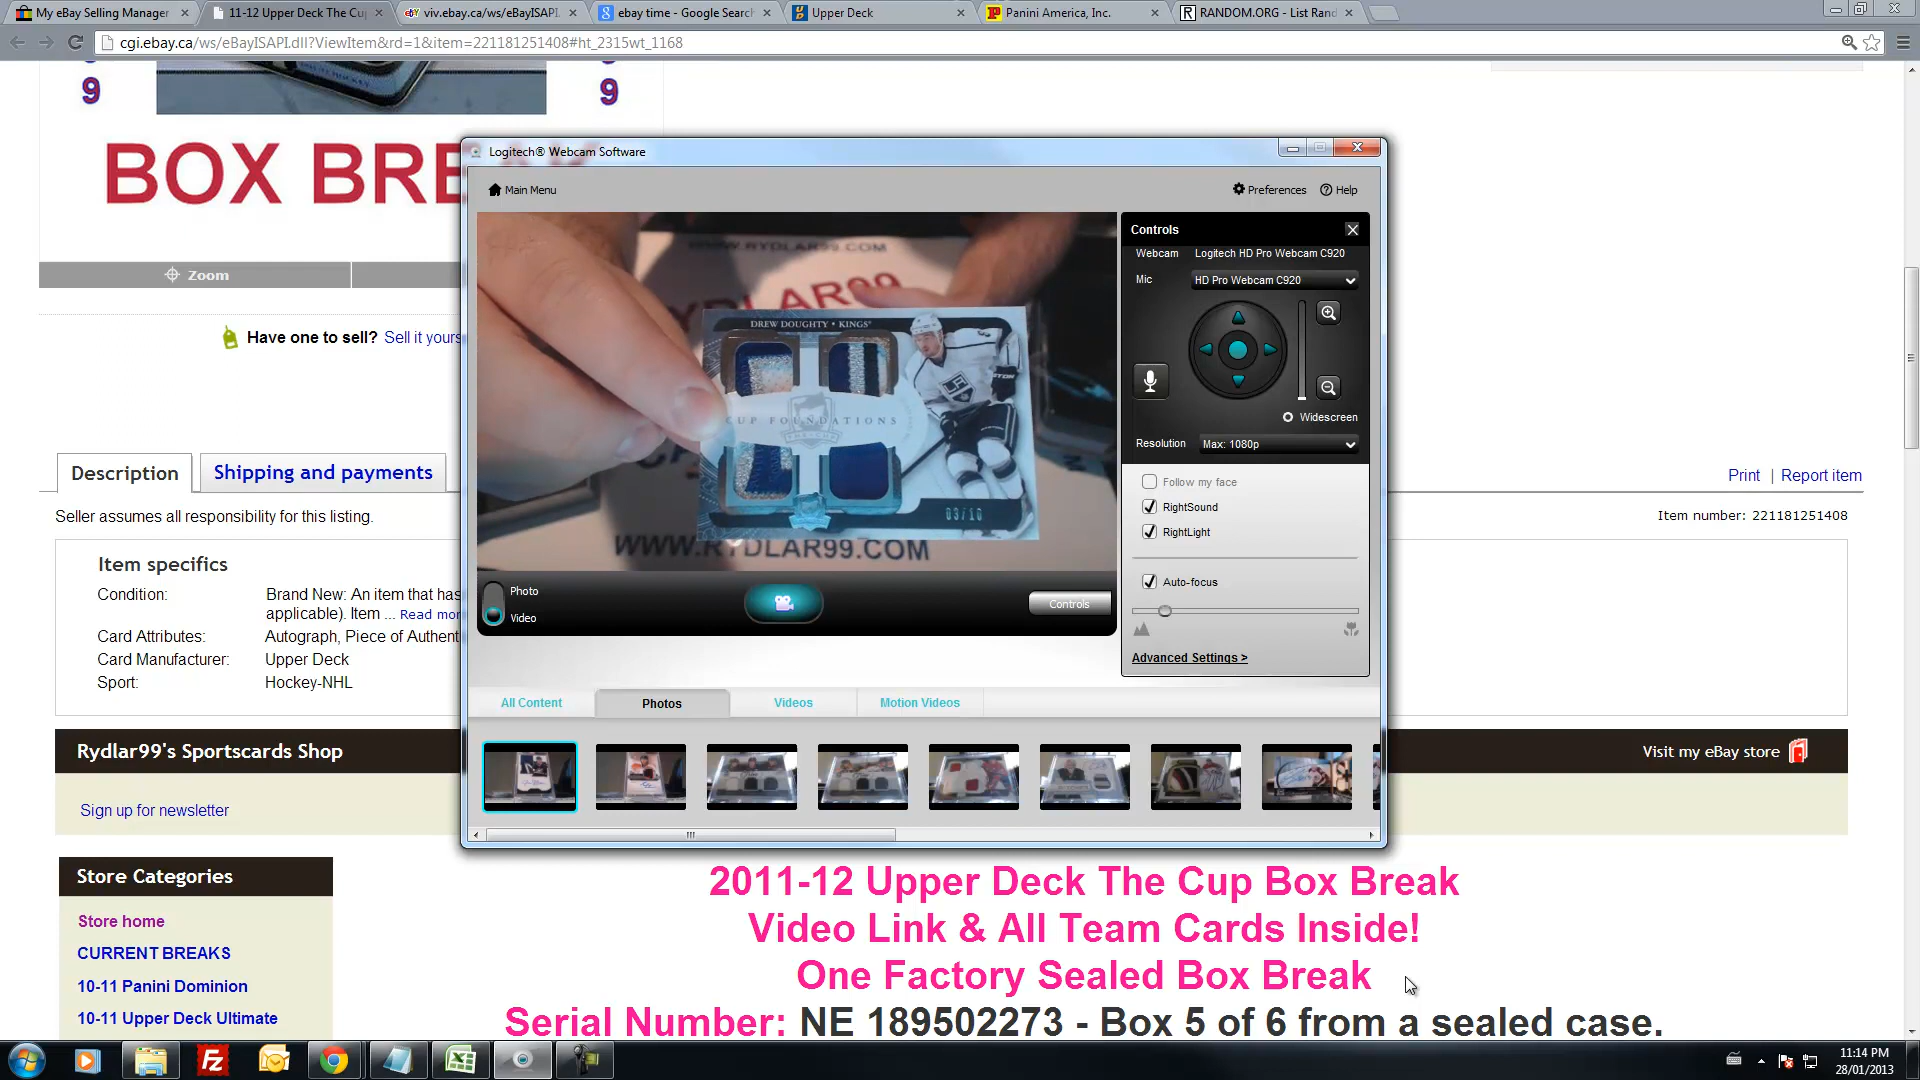 My eBay Selling Manager
11-12 Upper Deck The Cup
viv.ebay.ca/ws/eBayISAPI.
ebay time - Google Search
Upper Deck
Panini America, Inc.
RANDOM.ORG - List Ran
cgi.ebay.ca/ws/eBayISAPI.dll?ViewItem&rd=1&item=221181251408#ht_2315wt_1168
9
9
BOX BRE
Zoom
Have one to sell? Sell it yours
Logitech® Webcam Software
Main Menu
Preferences
Help
WWW.RYDLAR99.COM
RYDLAR99
DREW DOUGHTY • KINGS
CUP FOUNDATIONS
03/10
WWW.RYDLAR99.COM
Photo
Video
Controls
Controls
Webcam
Logitech HD Pro Webcam C920
Mic
HD Pro Webcam C920
Widescreen
Resolution
Max: 1080p
Follow my face
RightSound
RightLight
Auto-focus
Advanced Settings >
All Content
Photos
Videos
Motion Videos
Description
Shipping and payments
Print | Report item
Seller assumes all responsibility for this listing.
Item number: 221181251408
Item specifics
Condition:
Brand New: An item that has
applicable). Item ... Read mor
Card Attributes:
Autograph, Piece of Authent
Card Manufacturer:
Upper Deck
Sport:
Hockey-NHL
Rydlar99's Sportscards Shop
Visit my eBay store
Sign up for newsletter
Store Categories
Store home
CURRENT BREAKS
10-11 Panini Dominion
10-11 Upper Deck Ultimate
2011-12 Upper Deck The Cup Box Break
Video Link & All Team Cards Inside!
One Factory Sealed Box Break
Serial Number: NE 189502273 - Box 5 of 6 from a sealed case.
11:14 PM
28/01/2013